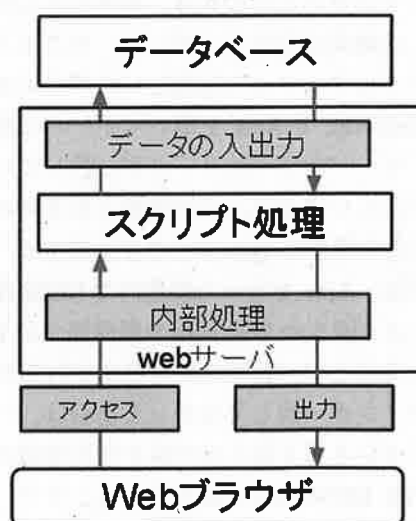 データベース
データの入出力
スクリプト処理
内部処理
webサーバ
アクセス
出力
Webブラウザ